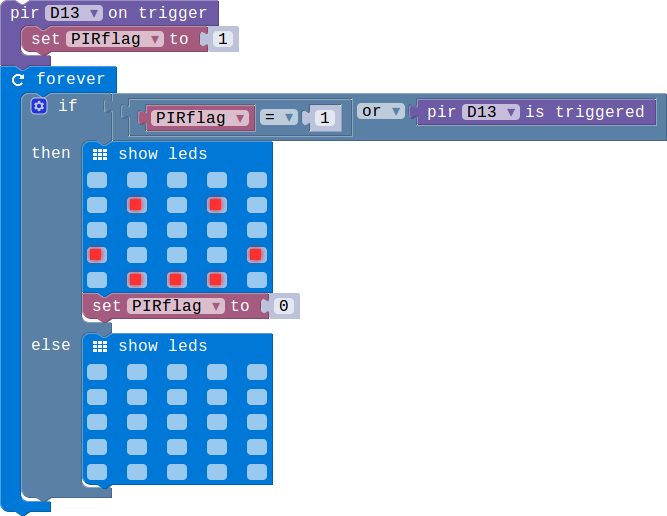 pir D13 on trigger
set PIRflag to 1
forever
if PIRflag = 1 or pir D13 is triggered
then show leds
set PIRflag to 0
else show leds